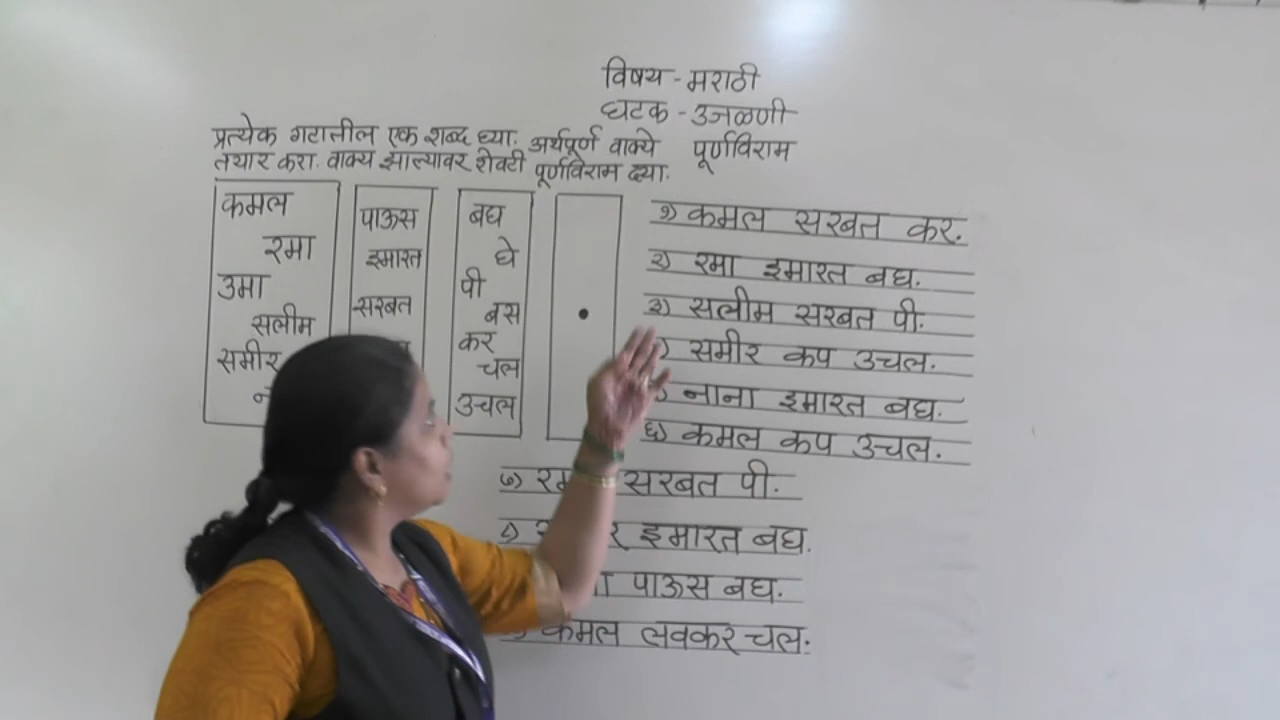 विषय - मराठी
घटक - उजळणी
पूर्णविराम
प्रत्येक गटातील एक शब्द घ्या. अर्थपूर्ण वाक्ये
तयार करा. वाक्य झाल्यावर शेवटी पूर्णविराम द्या.
कमल
रमा
उमा
सलीम
समीर
पाऊस
इमारत
सरबत
बघ
घे
पी
बस
कर
चल
उचल
.
१) कमल सरबत कर.
२) रमा इमारत बघ.
३) सलीम सरबत पी.
समीर कप उचल.
नाना इमारत बघ.
६) कमल कप उचल.
७) सरबत पी.
८) इमारत बघ.
पाऊस बघ.
कमल लवकर चल.